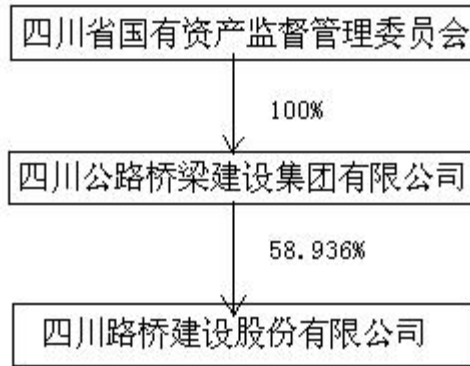 四川省国有资产监督管理委员会
100%
四川公路桥梁建设集团有限公司
58.936%
四川路桥建设股份有限公司